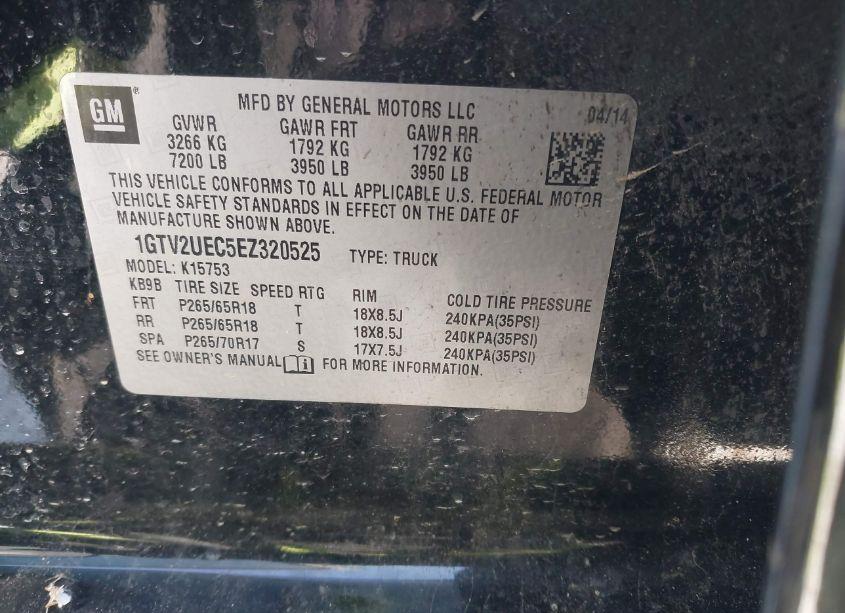 GM®
MFD BY GENERAL MOTORS LLC 04/14
GVWR GAWR FRT GAWR RR
3266 KG 1792 KG 1792 KG
7200 LB 3950 LB 3950 LB
THIS VEHICLE CONFORMS TO ALL APPLICABLE U.S. FEDERAL MOTOR
VEHICLE SAFETY STANDARDS IN EFFECT ON THE DATE OF
MANUFACTURE SHOWN ABOVE.
1GTV2UEC5EZ320525 TYPE: TRUCK
MODEL: K15753
KB9B TIRE SIZE SPEED RTG RIM COLD TIRE PRESSURE
FRT P265/65R18 T 18X8.5J 240KPA(35PSI)
RR P265/65R18 T 18X8.5J 240KPA(35PSI)
SPA P265/70R17 S 17X7.5J 240KPA(35PSI)
SEE OWNER'S MANUAL FOR MORE INFORMATION.